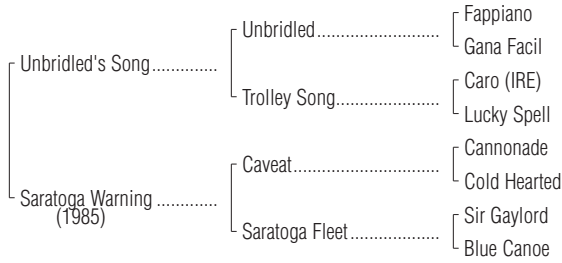 Fappiano
Unbridled..............................
Gana Facil
Unbridled's Song.............
Caro (IRE)
Trolley Song.........................
Lucky Spell
Cannonade
Caveat...................................
Cold Hearted
Saratoga Warning ............
(1985)
Sir Gaylord
Saratoga Fleet .....................
Blue Canoe